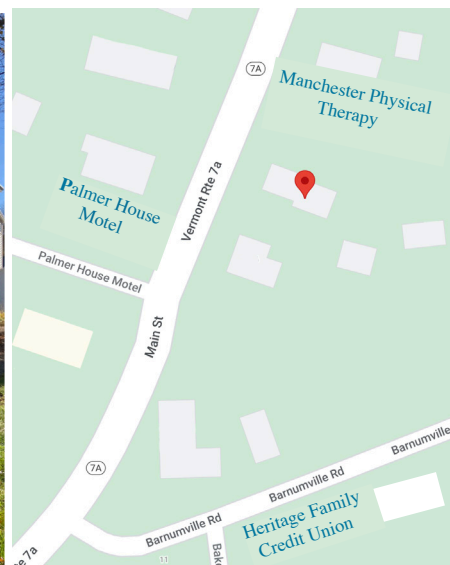 7A
Manchester Physical
Therapy
Palmer House
Motel
Vermont Rte 7a
Palmer House Motel
Main St
7A
Barnumville
Barnumville Rd
Heritage Family
Credit Union
Barnumville Rd
11